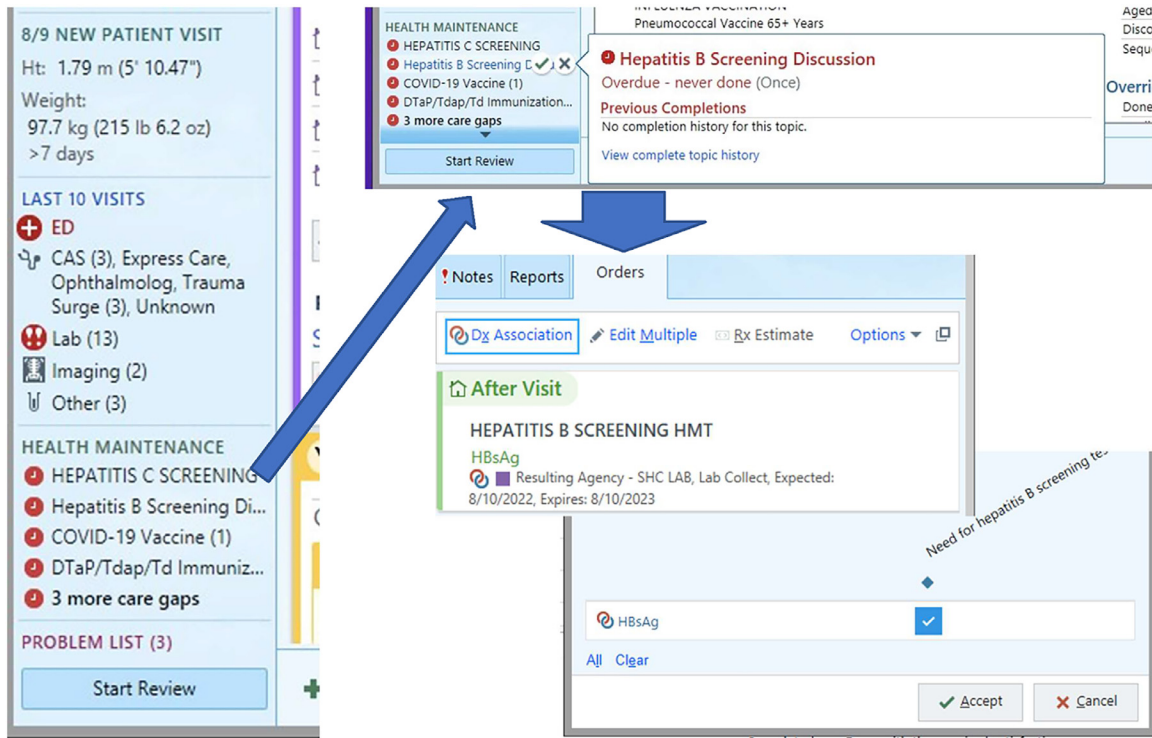 8/9 NEW PATIENT VISIT
Ht: 1.79 m (5' 10.47")
Weight:
97.7 kg (215 lb 6.2 oz)
>7 days
LAST 10 VISITS
ED
CAS (3), Express Care,
Ophthalmolog, Trauma
Surge (3), Unknown
Lab (13)
Imaging (2)
Other (3)
HEALTH MAINTENANCE
HEPATITIS C SCREENING
Hepatitis B Screening Di...
COVID-19 Vaccine (1)
DTaP/Tdap/Td Immuniz...
3 more care gaps
PROBLEM LIST (3)
Start Review
HEALTH MAINTENANCE
HEPATITIS C SCREENING
Hepatitis B Screening
COVID-19 Vaccine (1)
DTaP/Tdap/Td Immunization...
3 more care gaps
Start Review
INFLUENZA VACCINATION
Pneumococcal Vaccine 65+ Years
Hepatitis B Screening Discussion
Overdue - never done (Once)
Previous Completions
No completion history for this topic.
View complete topic history
Aged
Disco
Sequ
Overri
Done
! Notes Reports Orders
Dx Association Edit Multiple Rx Estimate Options
After Visit
HEPATITIS B SCREENING HMT
HBsAg
Resulting Agency - SHC LAB, Lab Collect, Expected:
8/10/2022, Expires: 8/10/2023
Need for hepatitis B screening te
HBsAg
All Clear
Accept Cancel